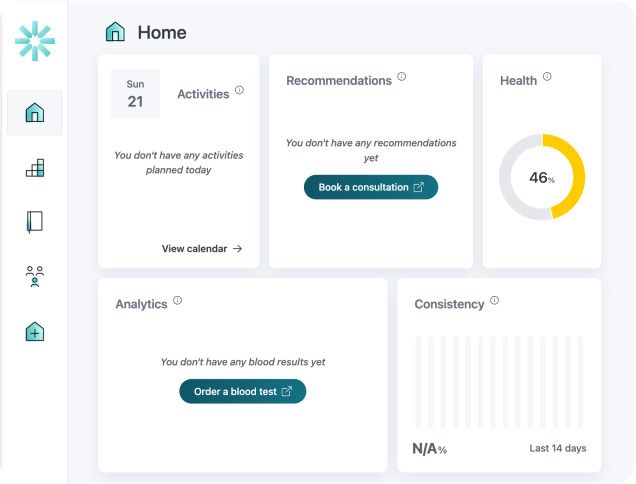 Home
Sun
21
Activities
You don't have any activities
planned today
View calendar →
Recommendations
You don't have any recommendations
yet
Book a consultation
Health
46%
Analytics
You don't have any blood results yet
Order a blood test
Consistency
N/A%
Last 14 days